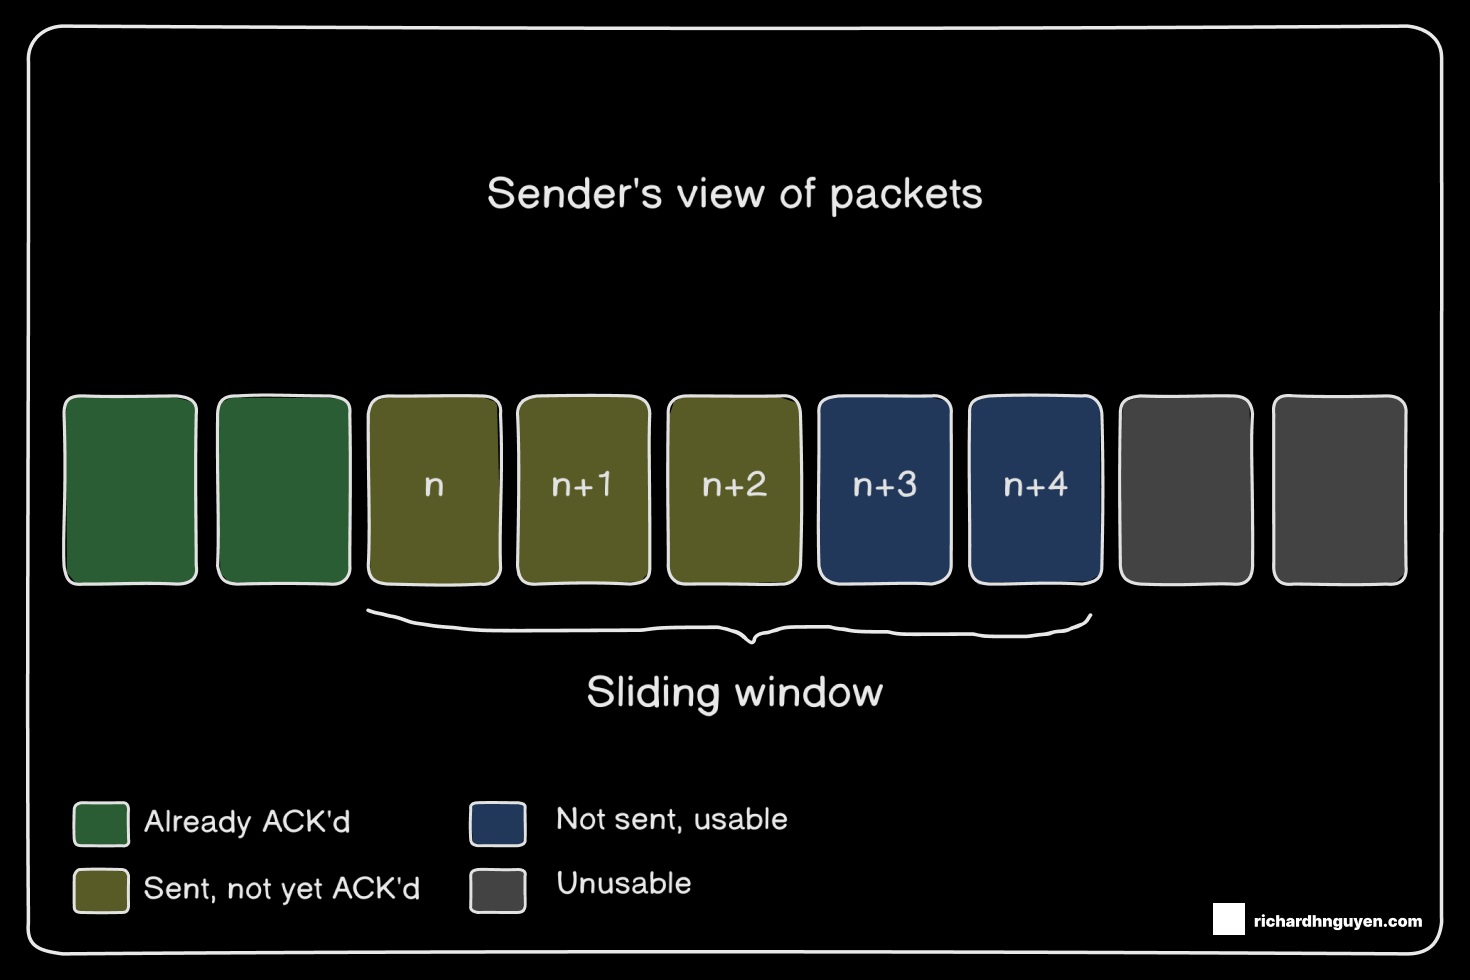 Sender's view of packets
n
n+1
n+2
n+3
n+4
Sliding window
Already ACK'd
Not sent, usable
Sent, not yet ACK'd
Unusable
richardhnguyen.com